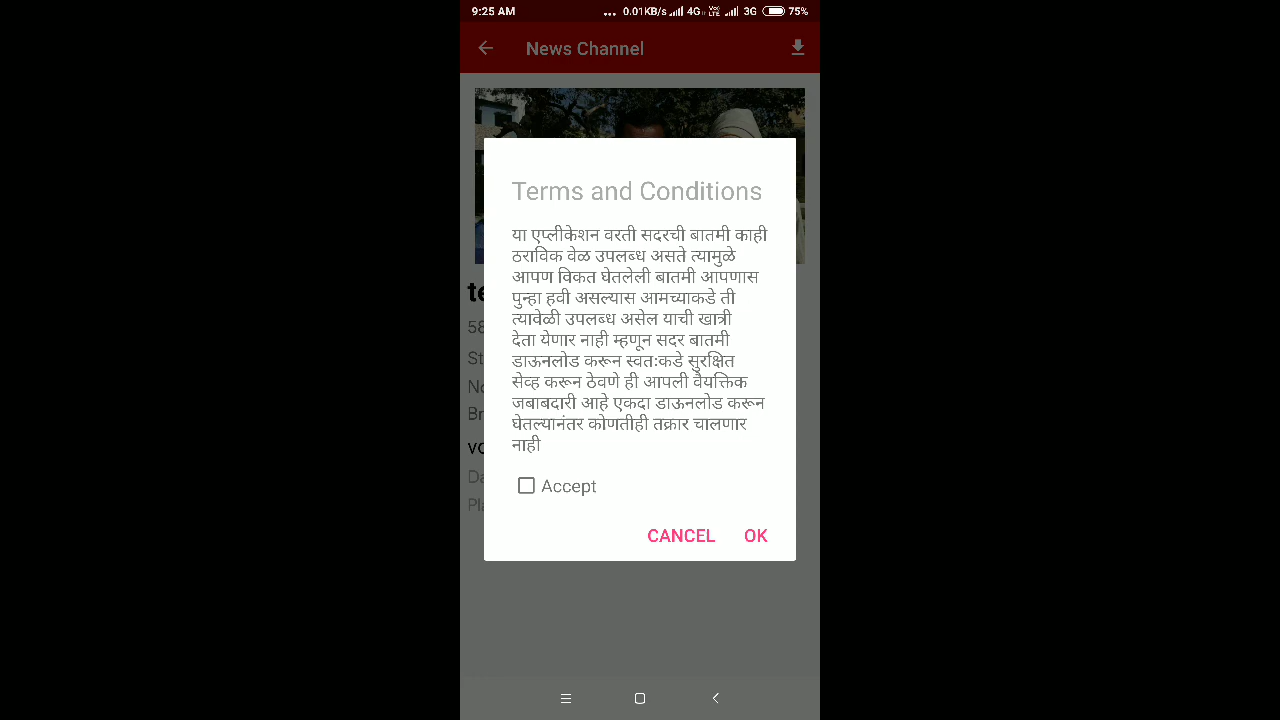 9:25 AM ... 0.01KB/s 4G Vo LTE 3G 75%
News Channel
Terms and Conditions
या एप्लीकेशन वरती सदरची बातमी काही
ठराविक वेळ उपलब्ध असते त्यामुळे
आपण विकत घेतलेली बातमी आपणास
पुन्हा हवी असल्यास आमच्याकडे ती
त्यावेळी उपलब्ध असेल याची खात्री
देता येणार नाही म्हणून सदर बातमी
डाऊनलोड करून स्वतःकडे सुरक्षित
सेव्ह करून ठेवणे ही आपली वैयक्तिक
जबाबदारी आहे एकदा डाऊनलोड करून
घेतल्यानंतर कोणतीही तक्रार चालणार
नाही
Accept
CANCEL OK